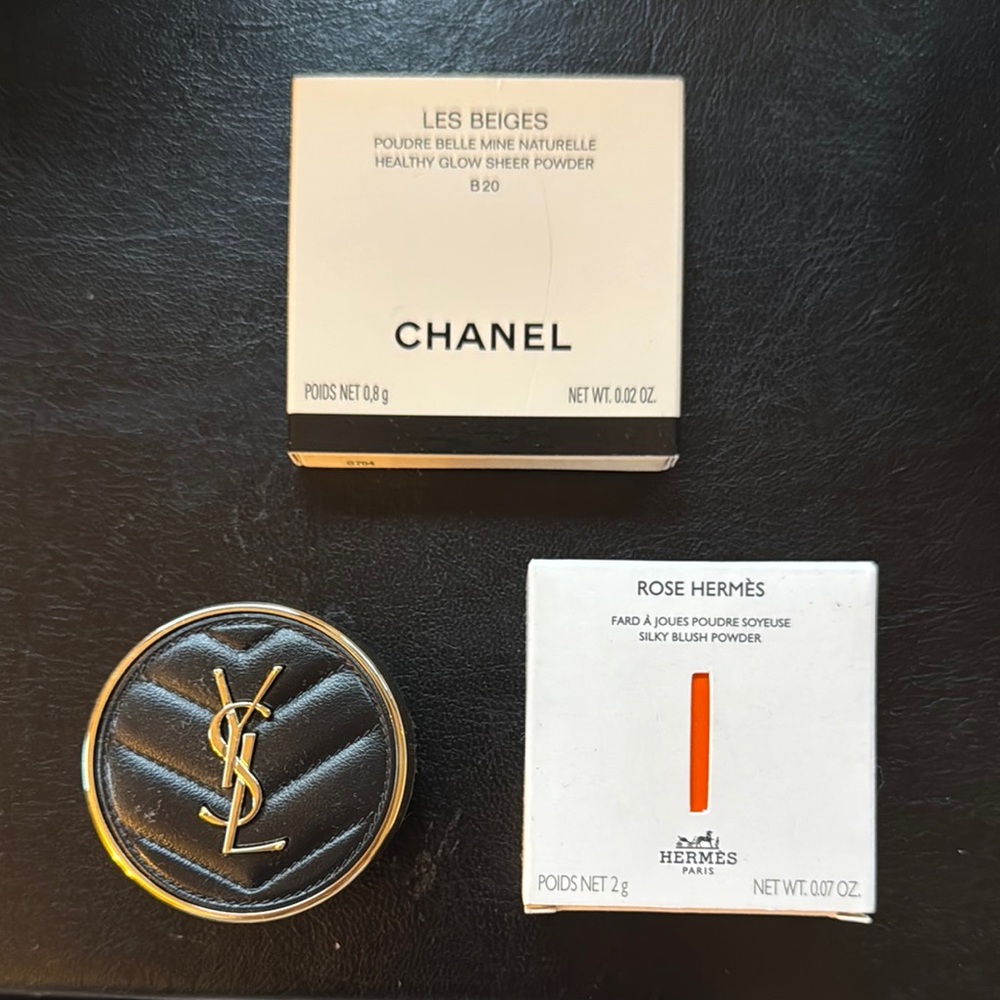 LES BEIGES
POUDRE BELLE MINE NATURELLE
HEALTHY GLOW SHEER POWDER
B20
CHANEL
POIDS NET 0,8 g
NET WT. 0.02 OZ.
YSL
ROSE HERMÈS
FARD À JOUES POUDRE SOYEUSE
SILKY BLUSH POWDER
HERMÈS
PARIS
POIDS NET 2 g
NET WT. 0.07 OZ.